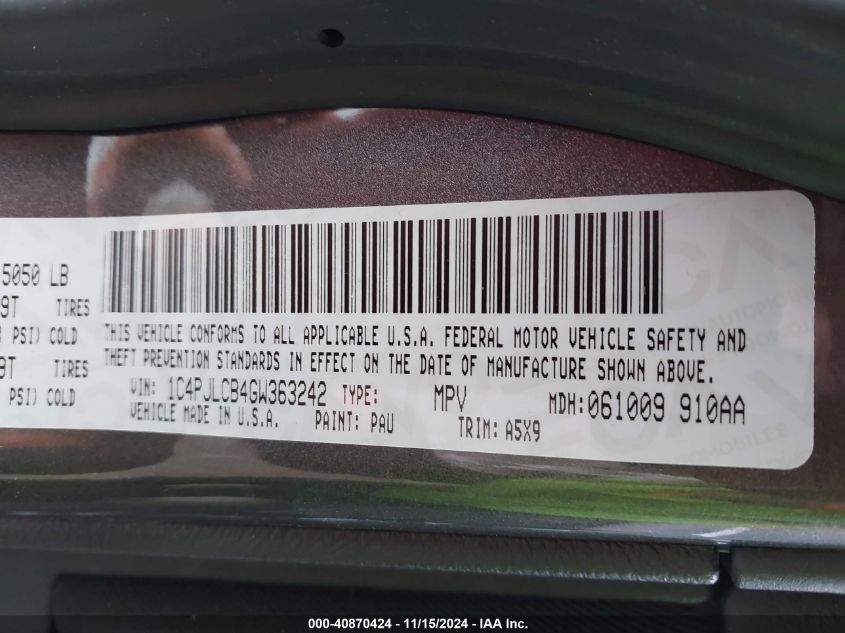 5050 LB
9T TIRES
PSI) COLD
9T TIRES
PSI) COLD
THIS VEHICLE CONFORMS TO ALL APPLICABLE U.S.A. FEDERAL MOTOR VEHICLE SAFETY AND
THEFT PREVENTION STANDARDS IN EFFECT ON THE DATE OF MANUFACTURE SHOWN ABOVE.
VIN: 1C4PJLCB4GW363242 TYPE: MPV MDH: 061009 910AA
VEHICLE MADE IN U.S.A. PAINT: PAU TRIM: A5X9
000-40870424 - 11/15/2024 - IAA Inc.